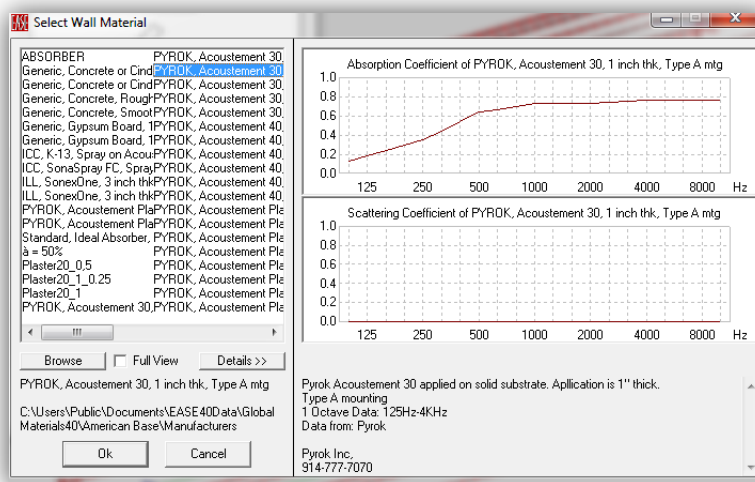 EASE Select Wall Material
ABSORBER PYROK, Acoustement 30,
Generic, Concrete or Cind PYROK, Acoustement 30,
Generic, Concrete or Cind PYROK, Acoustement 30,
Generic, Concrete, Rough PYROK, Acoustement 30,
Generic, Concrete, Smoot PYROK, Acoustement 30,
Generic, Gypsum Board, 1 PYROK, Acoustement 40,
Generic, Gypsum Board, 1 PYROK, Acoustement 40,
ICC, K-13, Spray on Acou: PYROK, Acoustement 40,
ICC, SonaSpray FC, Spray PYROK, Acoustement 40,
ILL, SonexOne, 3 inch thk PYROK, Acoustement 40,
ILL, SonexOne, 3 inch thk PYROK, Acoustement 40,
PYROK, Acoustement Pla PYROK, Acoustement Pla
PYROK, Acoustement Pla PYROK, Acoustement Pla
Standard, Ideal Absorber, PYROK, Acoustement Pla
à = 50% PYROK, Acoustement Pla
Plaster20_0,5 PYROK, Acoustement Pla
Plaster20_1_0.25 PYROK, Acoustement Pla
Plaster20_1 PYROK, Acoustement Pla
PYROK, Acoustement 30, PYROK, Acoustement Pla
Browse Full View Details >>
PYROK, Acoustement 30, 1 inch thk, Type A mtg
C:\Users\Public\Documents\EASE40Data\Global
Materials40\American Base\Manufacturers
Ok Cancel
Absorption Coefficient of PYROK, Acoustement 30, 1 inch thk, Type A mtg
1.0
0.8
0.6
0.4
0.2
0.0
125 250 500 1000 2000 4000 8000 Hz
Scattering Coefficient of PYROK, Acoustement 30, 1 inch thk, Type A mtg
1.0
0.8
0.6
0.4
0.2
0.0
125 250 500 1000 2000 4000 8000 Hz
Pyrok Acoustement 30 applied on solid substrate. Apllication is 1" thick.
Type A mounting
1 Octave Data: 125Hz-4KHz
Data from: Pyrok
Pyrok Inc,
914-777-7070